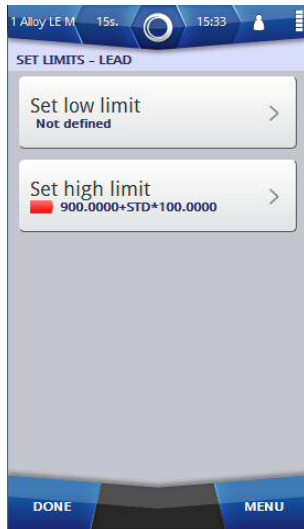 1 Alloy LE M 15s. 15:33
SET LIMITS – LEAD
Set low limit
Not defined
Set high limit
900.0000+STD*100.0000
DONE MENU